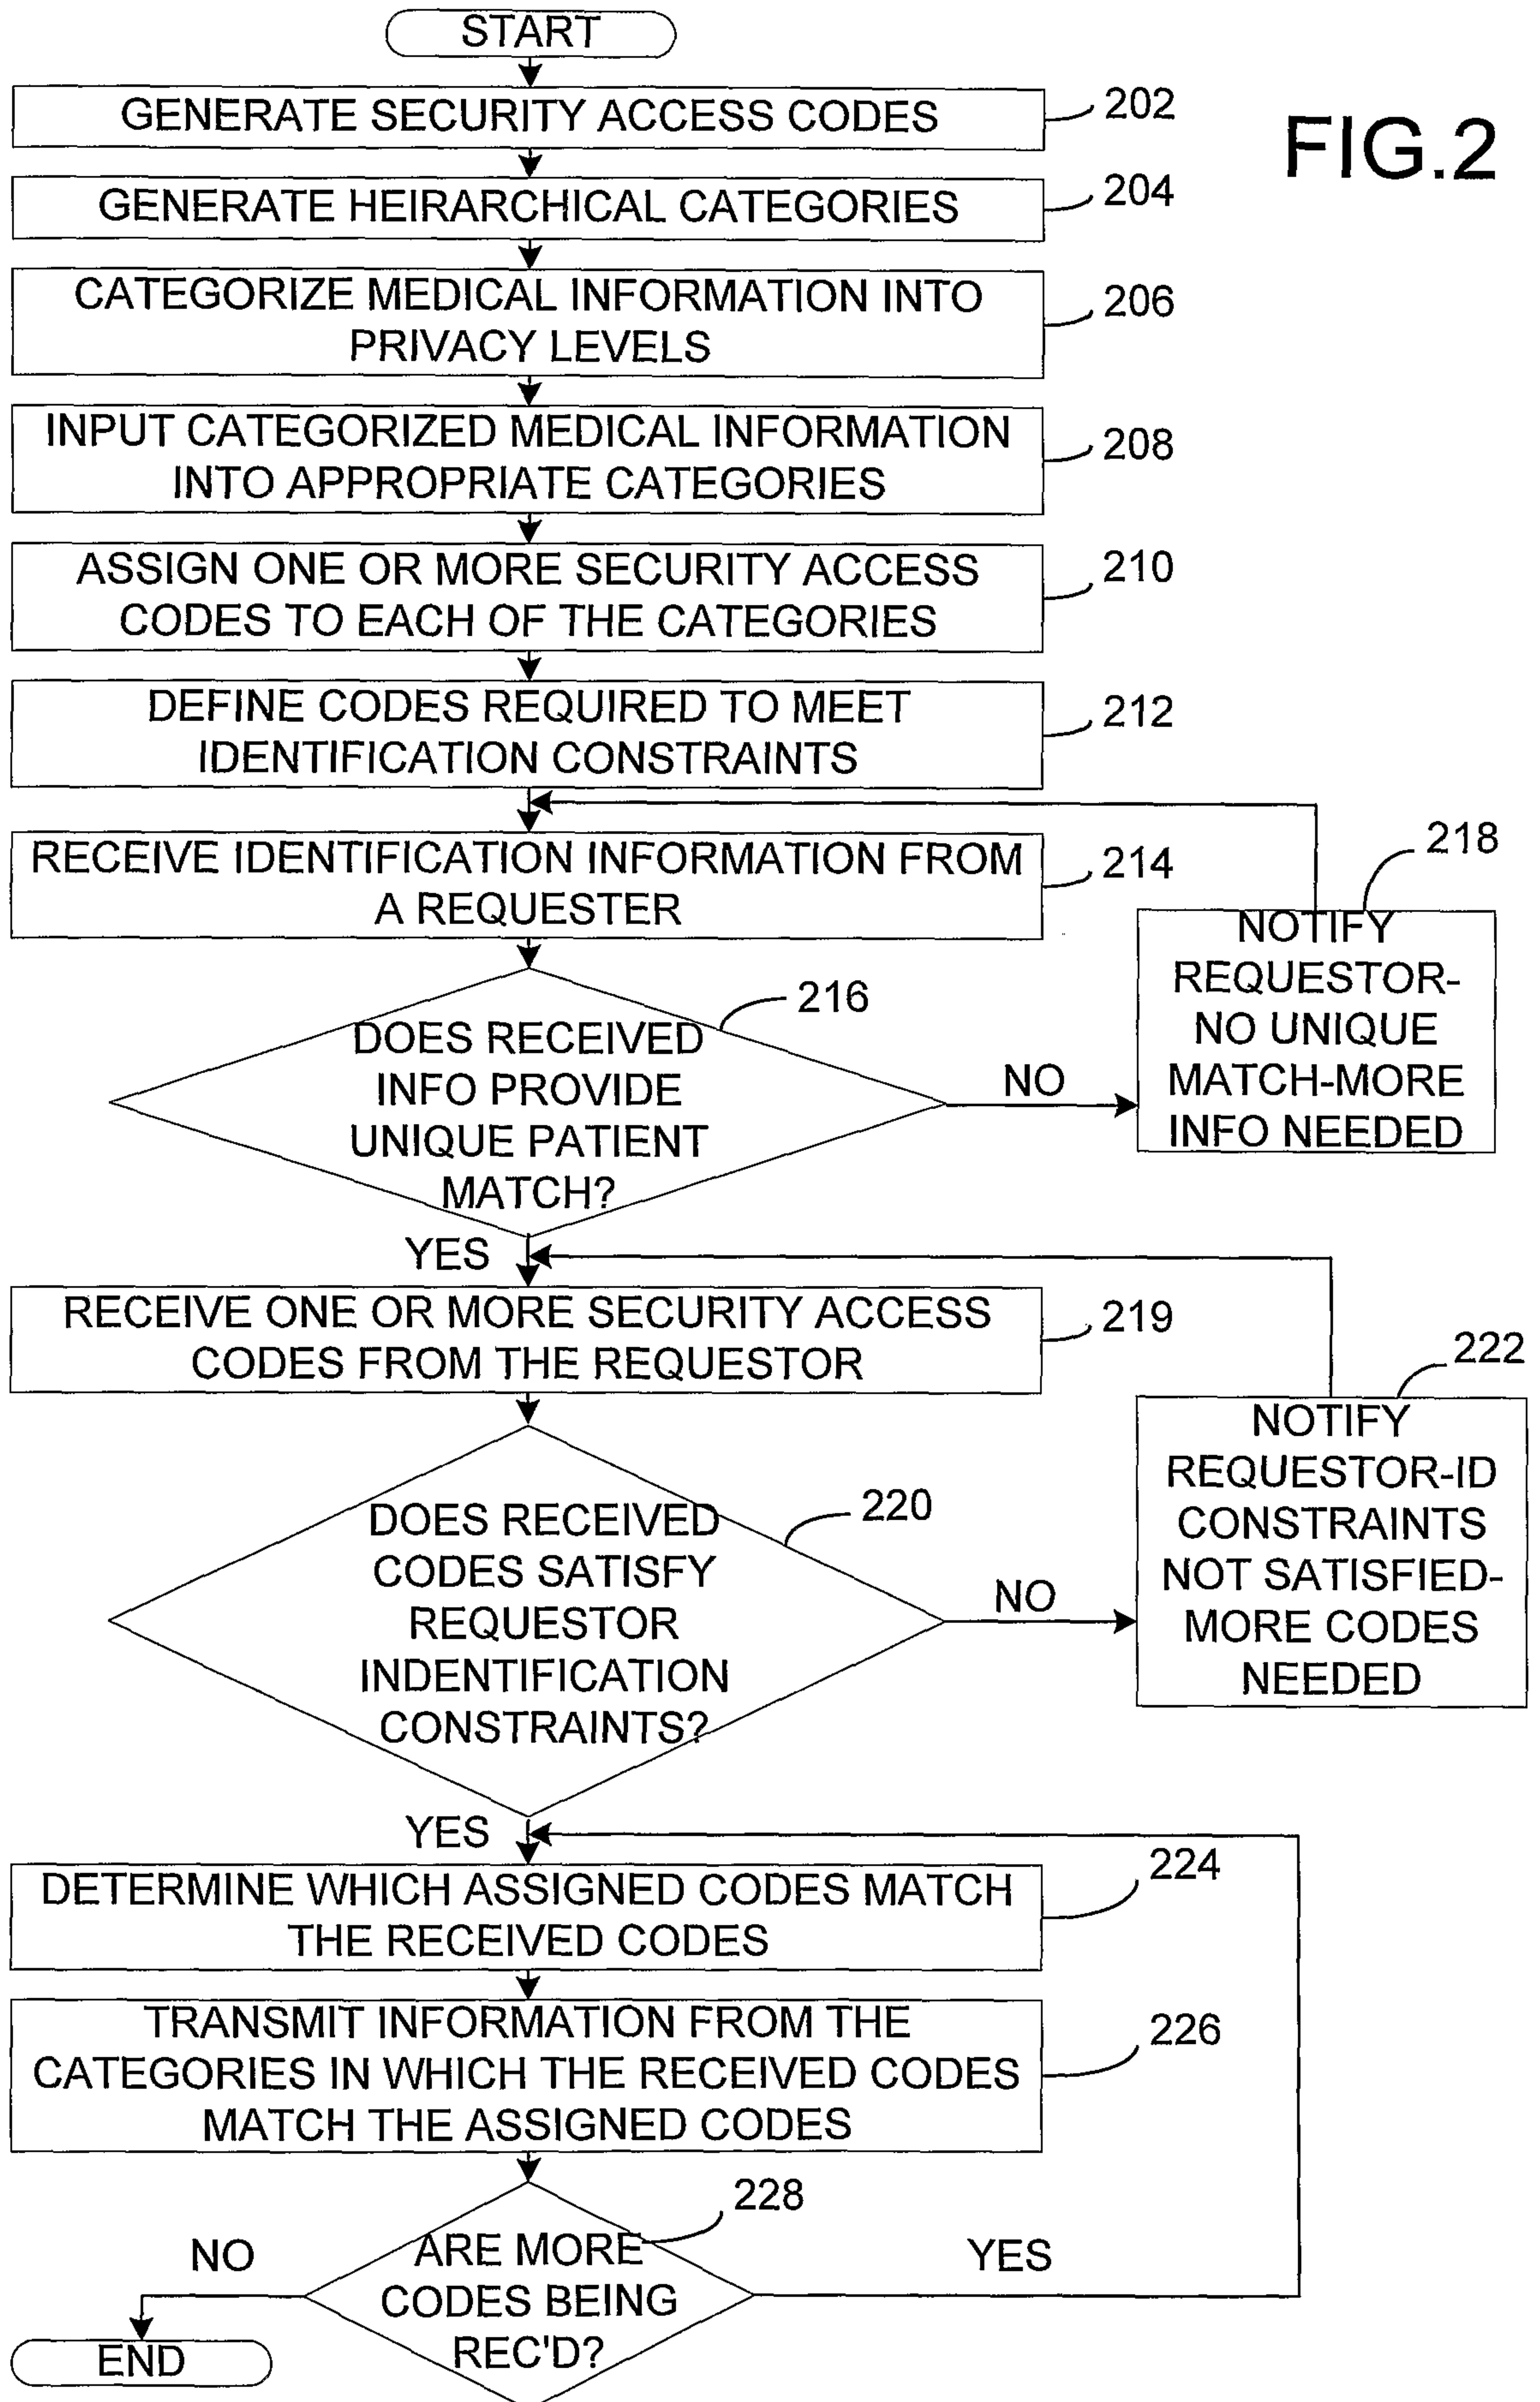 START
GENERATE SECURITY ACCESS CODES
202
FIG.2
GENERATE HEIRARCHICAL CATEGORIES
204
CATEGORIZE MEDICAL INFORMATION INTO
PRIVACY LEVELS
206
INPUT CATEGORIZED MEDICAL INFORMATION
INTO APPROPRIATE CATEGORIES
208
ASSIGN ONE OR MORE SECURITY ACCESS
CODES TO EACH OF THE CATEGORIES
210
DEFINE CODES REQUIRED TO MEET
IDENTIFICATION CONSTRAINTS
212
RECEIVE IDENTIFICATION INFORMATION FROM
A REQUESTER
214
218
NOTIFY
REQUESTOR-
NO UNIQUE
MATCH-MORE
INFO NEEDED
216
DOES RECEIVED
INFO PROVIDE
UNIQUE PATIENT
MATCH?
NO
YES
RECEIVE ONE OR MORE SECURITY ACCESS
CODES FROM THE REQUESTOR
219
222
NOTIFY
REQUESTOR-ID
CONSTRAINTS
NOT SATISFIED-
MORE CODES
NEEDED
220
DOES RECEIVED
CODES SATISFY
REQUESTOR
INDENTIFICATION
CONSTRAINTS?
NO
YES
DETERMINE WHICH ASSIGNED CODES MATCH
THE RECEIVED CODES
224
TRANSMIT INFORMATION FROM THE
CATEGORIES IN WHICH THE RECEIVED CODES
MATCH THE ASSIGNED CODES
226
228
ARE MORE
CODES BEING
REC'D?
NO
YES
END